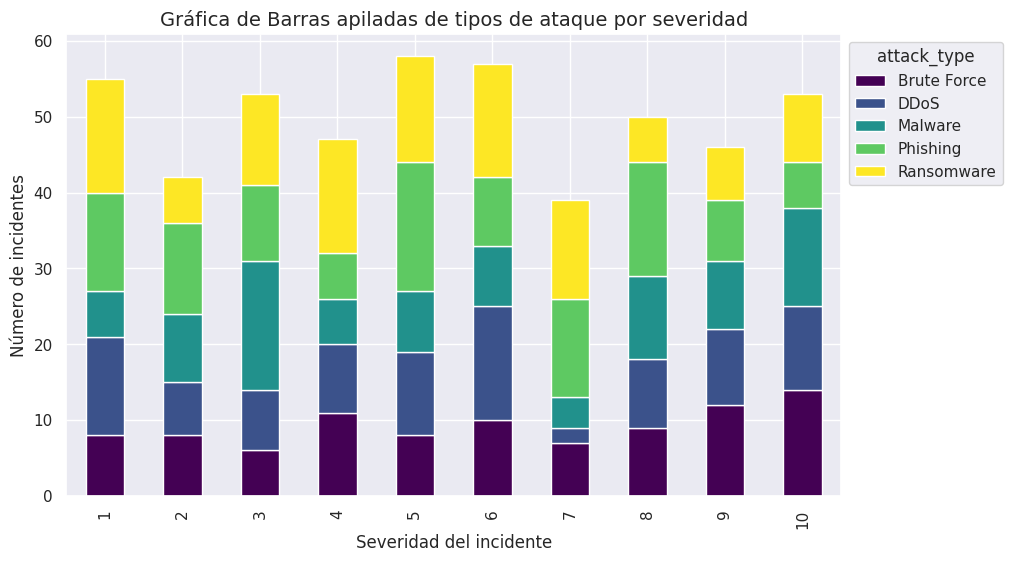 Gráfica de Barras apiladas de tipos de ataque por severidad
60
50
40
30
20
10
0
Número de incidentes
1
2
3
4
5
6
7
8
9
10
Severidad del incidente
attack_type
Brute Force
DDoS
Malware
Phishing
Ransomware